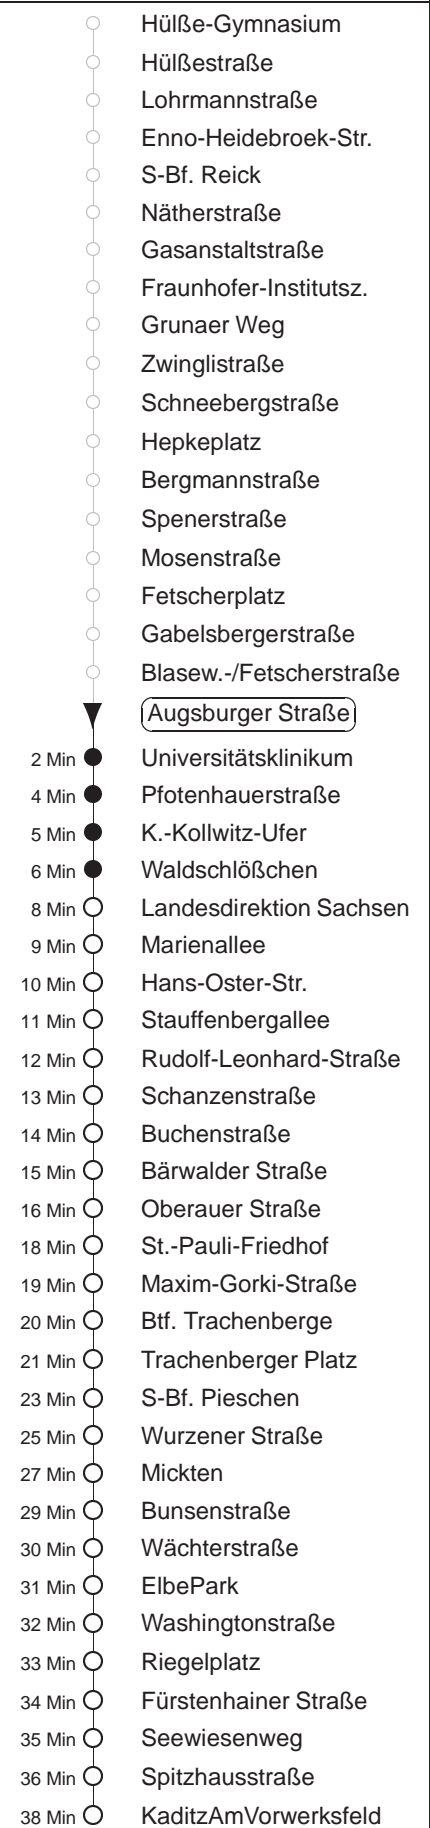 Hülße-Gymnasium
Hülßestraße
Lohrmannstraße
Enno-Heidebroek-Str.
S-Bf. Reick
Nätherstraße
Gasanstaltstraße
Fraunhofer-Institutsz.
Grunaer Weg
Zwinglistraße
Schneebergstraße
Hepkeplatz
Bergmannstraße
Spenerstraße
Mosenstraße
Fetscherplatz
Gabelsbergerstraße
Blasew.-/Fetscherstraße
Augsburger Straße
2 Min Universitätsklinikum
4 Min Pfotenhauerstraße
5 Min K.-Kollwitz-Ufer
6 Min Waldschlößchen
8 Min Landesdirektion Sachsen
9 Min Marienallee
10 Min Hans-Oster-Str.
11 Min Stauffenbergallee
12 Min Rudolf-Leonhard-Straße
13 Min Schanzenstraße
14 Min Buchenstraße
15 Min Bärwalder Straße
16 Min Oberauer Straße
18 Min St.-Pauli-Friedhof
19 Min Maxim-Gorki-Straße
20 Min Btf. Trachenberge
21 Min Trachenberger Platz
23 Min S-Bf. Pieschen
25 Min Wurzener Straße
27 Min Mickten
29 Min Bunsenstraße
30 Min Wächterstraße
31 Min ElbePark
32 Min Washingtonstraße
33 Min Riegelplatz
34 Min Fürstenhainer Straße
35 Min Seewiesenweg
36 Min Spitzhausstraße
38 Min KaditzAmVorwerksfeld